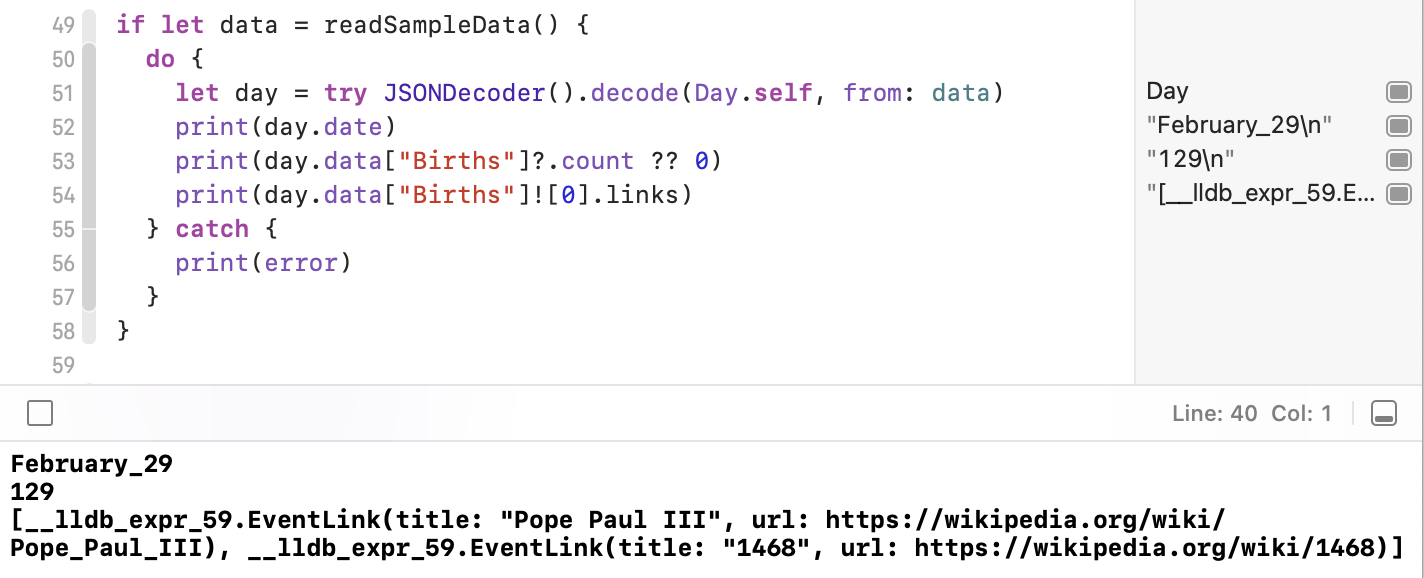 49 if let data = readSampleData() {
50 do {
51 let day = try JSONDecoder().decode(Day.self, from: data)
Day
52 print(day.date)
"February_29\n"
53 print(day.data["Births"]?.count ?? 0)
"129\n"
54 print(day.data["Births"]![0].links)
"[__lldb_expr_59.E...
55 } catch {
56 print(error)
57 }
58 }
59
Line: 40 Col: 1
February_29
129
[__lldb_expr_59.EventLink(title: "Pope Paul III", url: https://wikipedia.org/wiki/
Pope_Paul_III), __lldb_expr_59.EventLink(title: "1468", url: https://wikipedia.org/wiki/1468)]